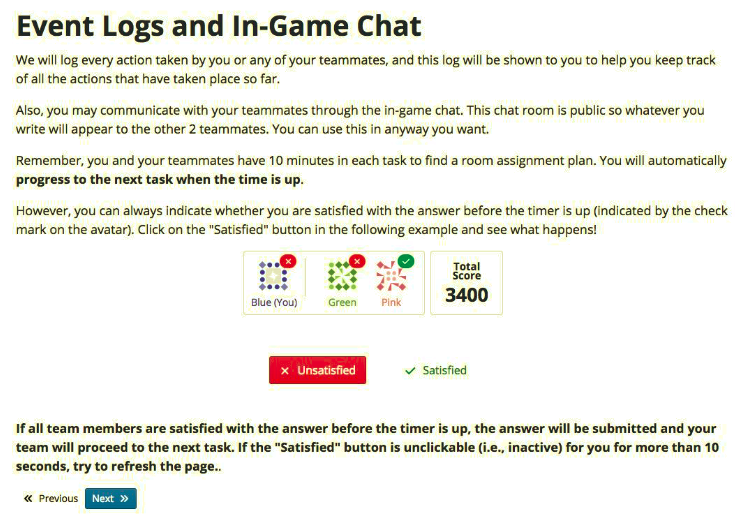 Event Logs and In-Game Chat
We will log every action taken by you or any of your teammates, and this log will be shown to you to help you keep track
of all the actions that have taken place so far.
Also, you may communicate with your teammates through the in-game chat. This chat room is public so whatever you
write will appear to the other 2 teammates. You can use this in anyway you want.
Remember, you and your teammates have 10 minutes in each task to find a room assignment plan. You will automatically
progress to the next task when the time is up.
However, you can always indicate whether you are satisfied with the answer before the timer is up (indicated by the check
mark on the avatar). Click on the "Satisfied" button in the following example and see what happens!
Blue (You) Green Pink
Total
Score
3400
× Unsatisfied ✓ Satisfied
If all team members are satisfied with the answer before the timer is up, the answer will be submitted and your
team will proceed to the next task. If the "Satisfied" button is unclickable (i.e., inactive) for you for more than 10
seconds, try to refresh the page..
« Previous Next »